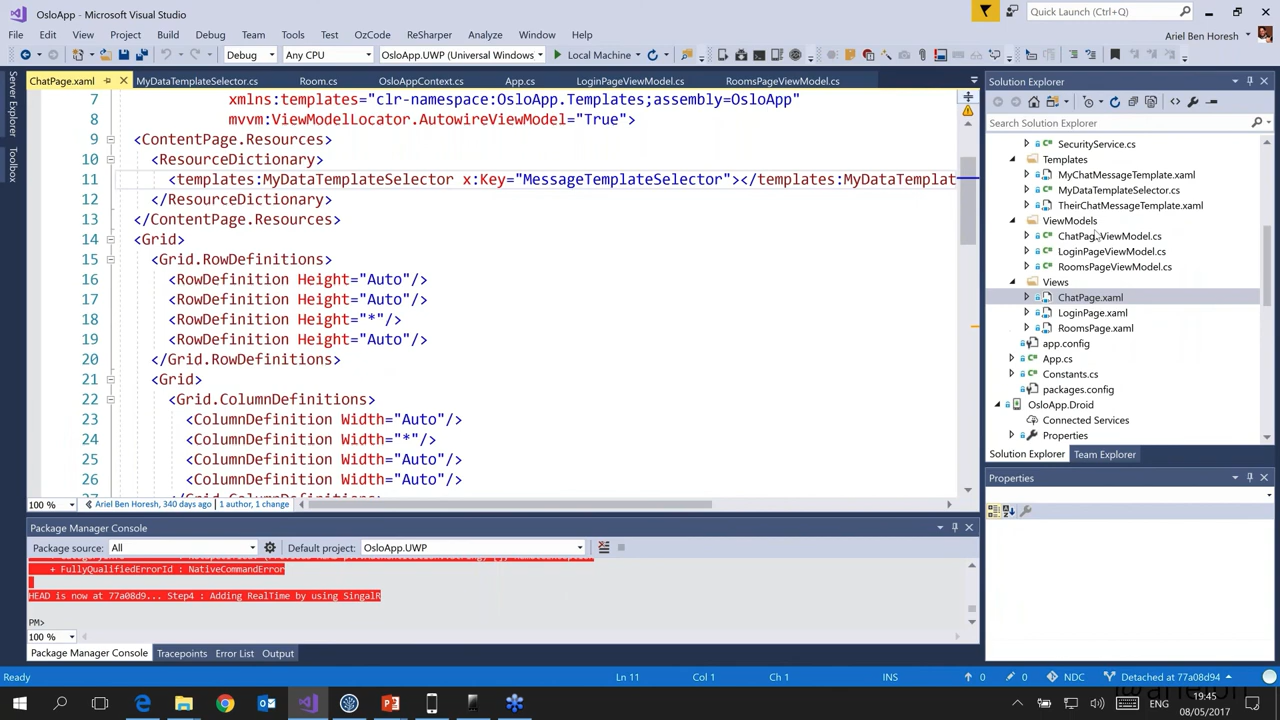 OsloApp - Microsoft Visual Studio
Quick Launch (Ctrl+Q)
File Edit View Project Build Debug Team Tools Test OzCode ReSharper Analyze Window Help
Ariel Ben Horesh
Debug Any CPU OsloApp.UWP (Universal Windows) Local Machine
Server Explorer
Toolbox
ChatPage.xaml MyDataTemplateSelector.cs Room.cs OsloAppContext.cs App.cs LoginPageViewModel.cs RoomsPageViewModel.cs
7 xmlns:templates="clr-namespace:OsloApp.Templates;assembly=OsloApp"
8 mvvm:ViewModelLocator.AutowireViewModel="True">
9 <ContentPage.Resources>
10 <ResourceDictionary>
11 <templates:MyDataTemplateSelector x:Key="MessageTemplateSelector"></templates:MyDataTemplat
12 </ResourceDictionary>
13 </ContentPage.Resources>
14 <Grid>
15 <Grid.RowDefinitions>
16 <RowDefinition Height="Auto"/>
17 <RowDefinition Height="Auto"/>
18 <RowDefinition Height="*"/>
19 <RowDefinition Height="Auto"/>
20 </Grid.RowDefinitions>
21 <Grid>
22 <Grid.ColumnDefinitions>
23 <ColumnDefinition Width="Auto"/>
24 <ColumnDefinition Width="*"/>
25 <ColumnDefinition Width="Auto"/>
26 <ColumnDefinition Width="Auto"/>
27 </Grid.ColumnDefinitions>
100 % Ariel Ben Horesh, 340 days ago | 1 author, 1 change
Package Manager Console
Package source: All Default project: OsloApp.UWP
+ FullyQualifiedErrorId : NativeCommandError
HEAD is now at 77a08d9... Step4 : Adding RealTime by using SingalR
PM>
100 %
Package Manager Console Tracepoints Error List Output
Solution Explorer
Search Solution Explorer
SecurityService.cs
Templates
MyChatMessageTemplate.xaml
MyDataTemplateSelector.cs
TheirChatMessageTemplate.xaml
ViewModels
ChatPageViewModel.cs
LoginPageViewModel.cs
RoomsPageViewModel.cs
Views
ChatPage.xaml
LoginPage.xaml
RoomsPage.xaml
app.config
App.cs
Constants.cs
packages.config
OsloApp.Droid
Connected Services
Properties
Solution Explorer Team Explorer
Properties
Ready Ln 11 Col 1 Ch 1 INS 0 0 NDC Detached at 77a08d94
ENG
19:45
08/05/2017